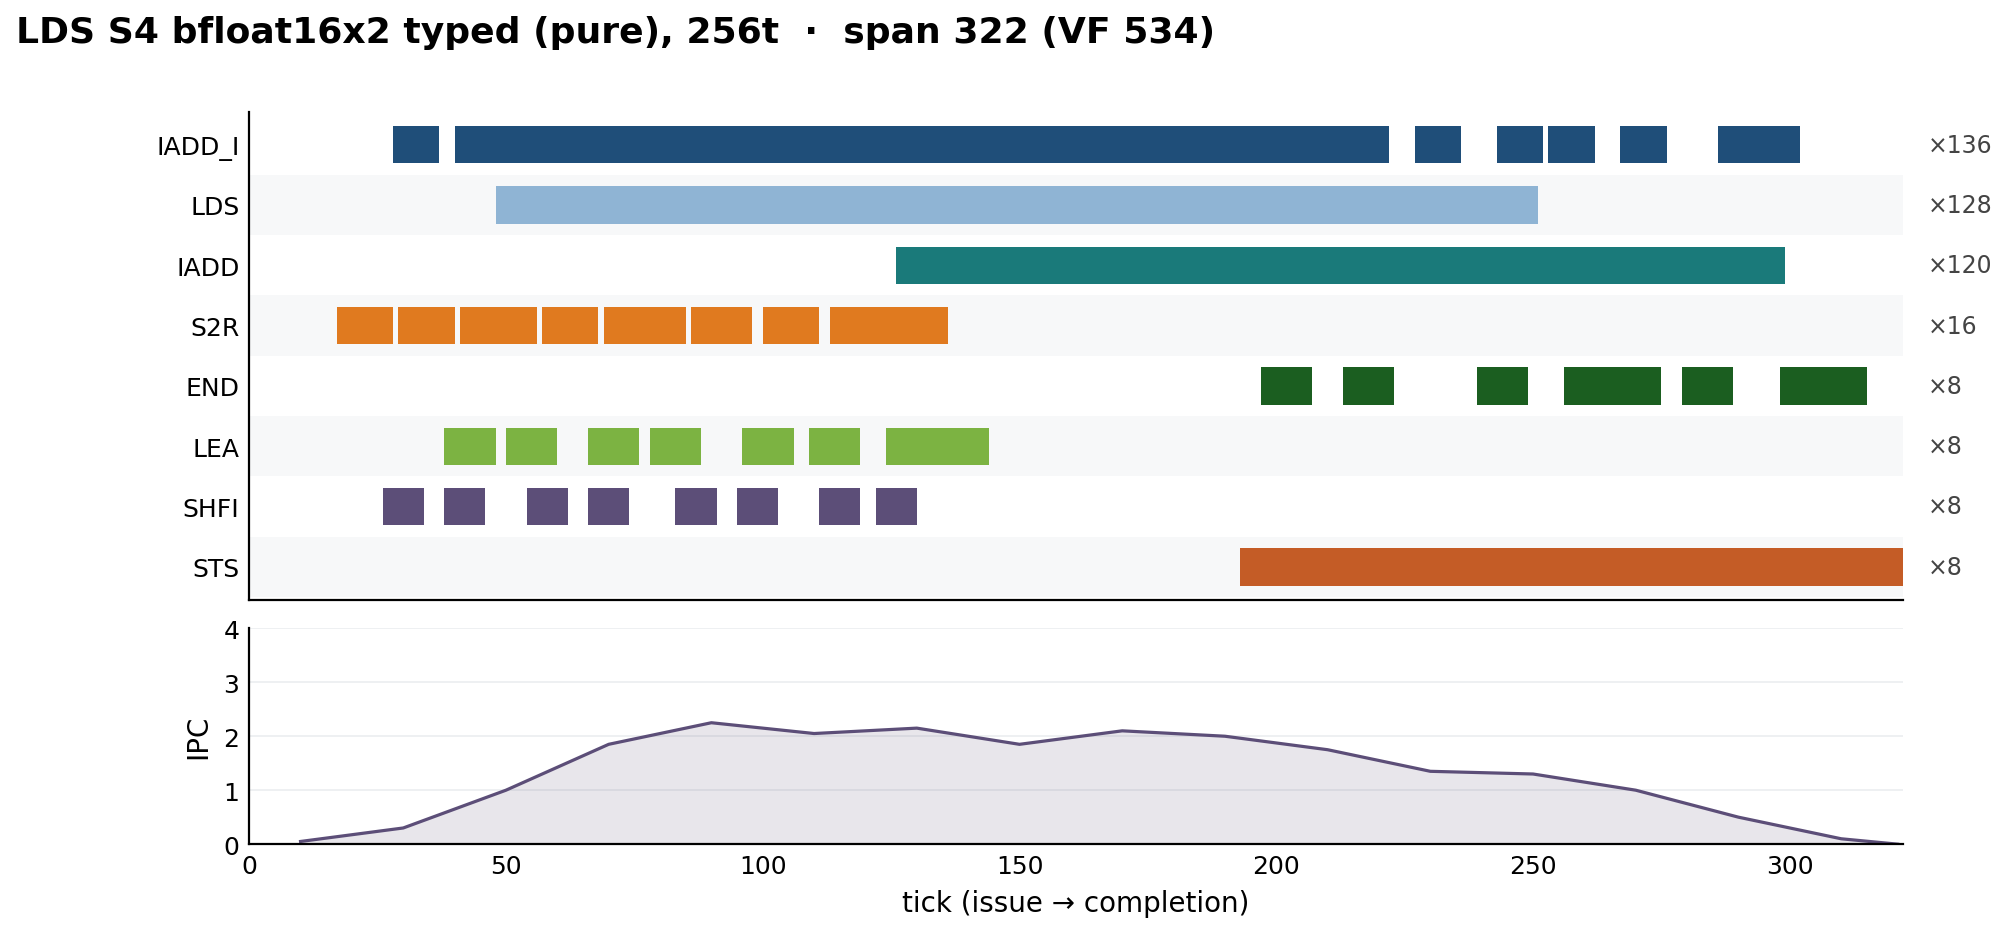 LDS S4 bfloat16x2 typed (pure), 256t · span 322 (VF 534)
IADD_I ×136
LDS ×128
IADD ×120
S2R ×16
END ×8
LEA ×8
SHFI ×8
STS ×8
4
3
2
1
0
IPC
0 50 100 150 200 250 300
tick (issue → completion)